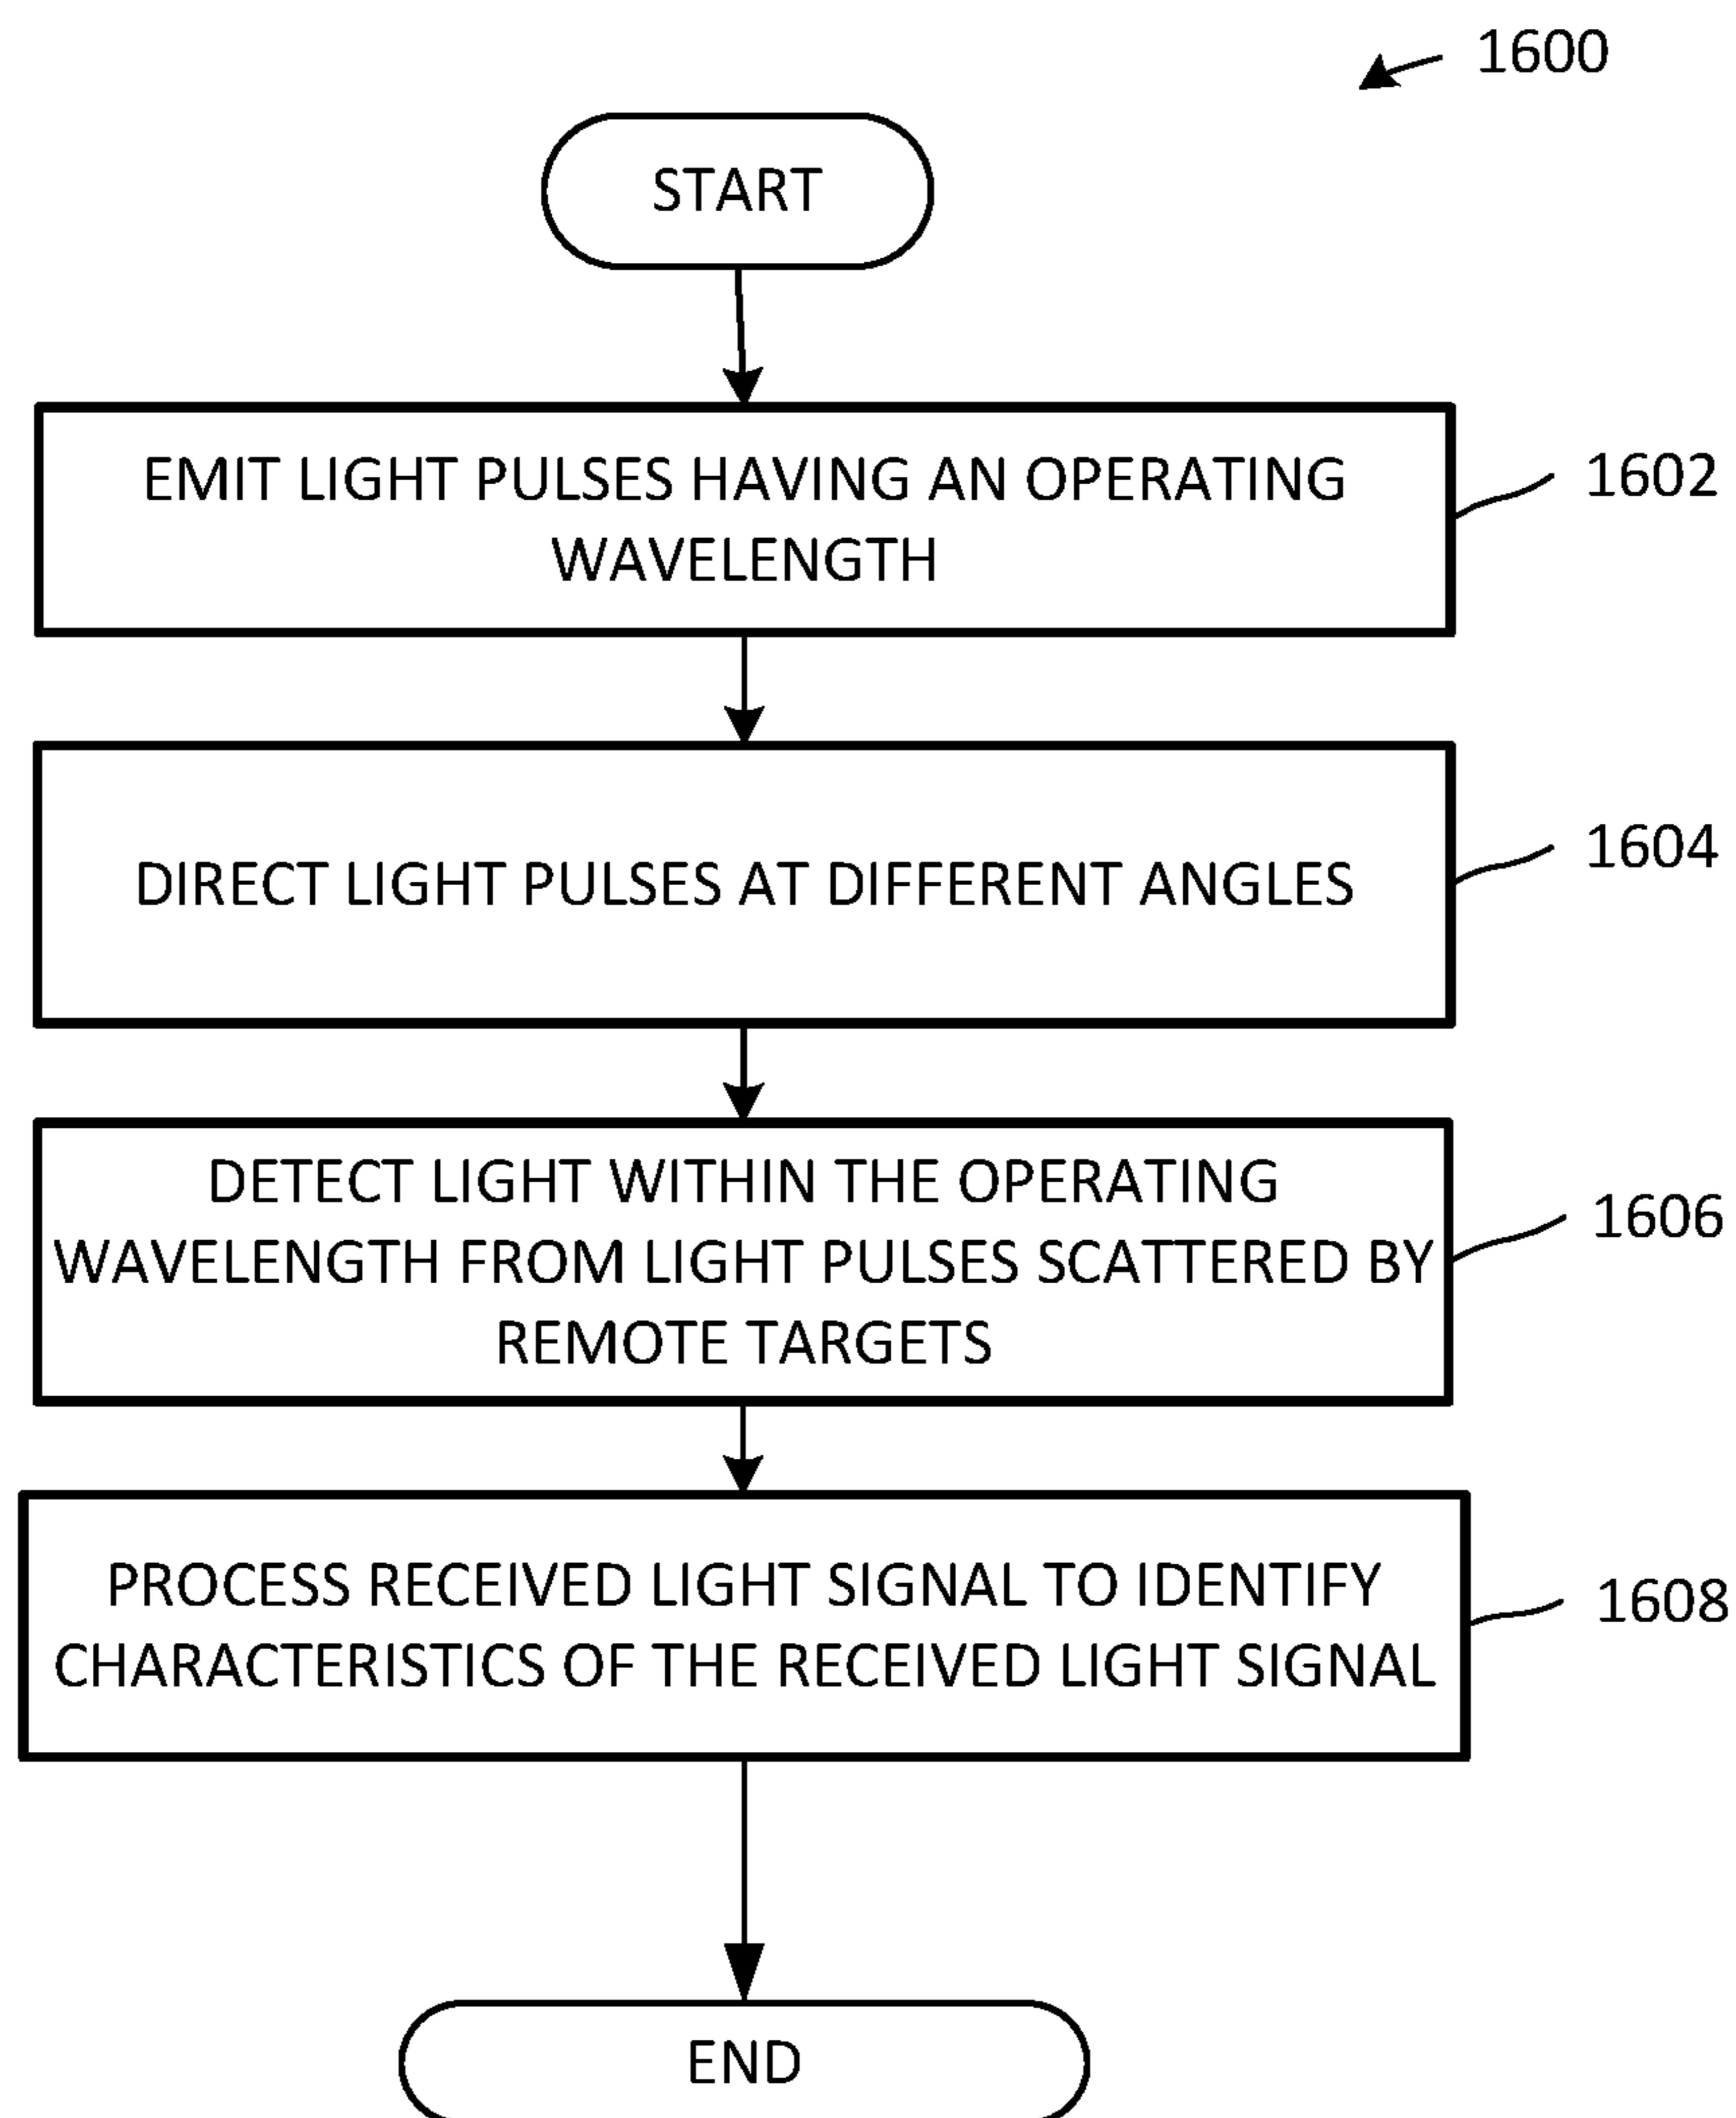 1600
START
EMIT LIGHT PULSES HAVING AN OPERATING
WAVELENGTH
1602
DIRECT LIGHT PULSES AT DIFFERENT ANGLES
1604
DETECT LIGHT WITHIN THE OPERATING
WAVELENGTH FROM LIGHT PULSES SCATTERED BY
REMOTE TARGETS
1606
PROCESS RECEIVED LIGHT SIGNAL TO IDENTIFY
CHARACTERISTICS OF THE RECEIVED LIGHT SIGNAL
1608
END